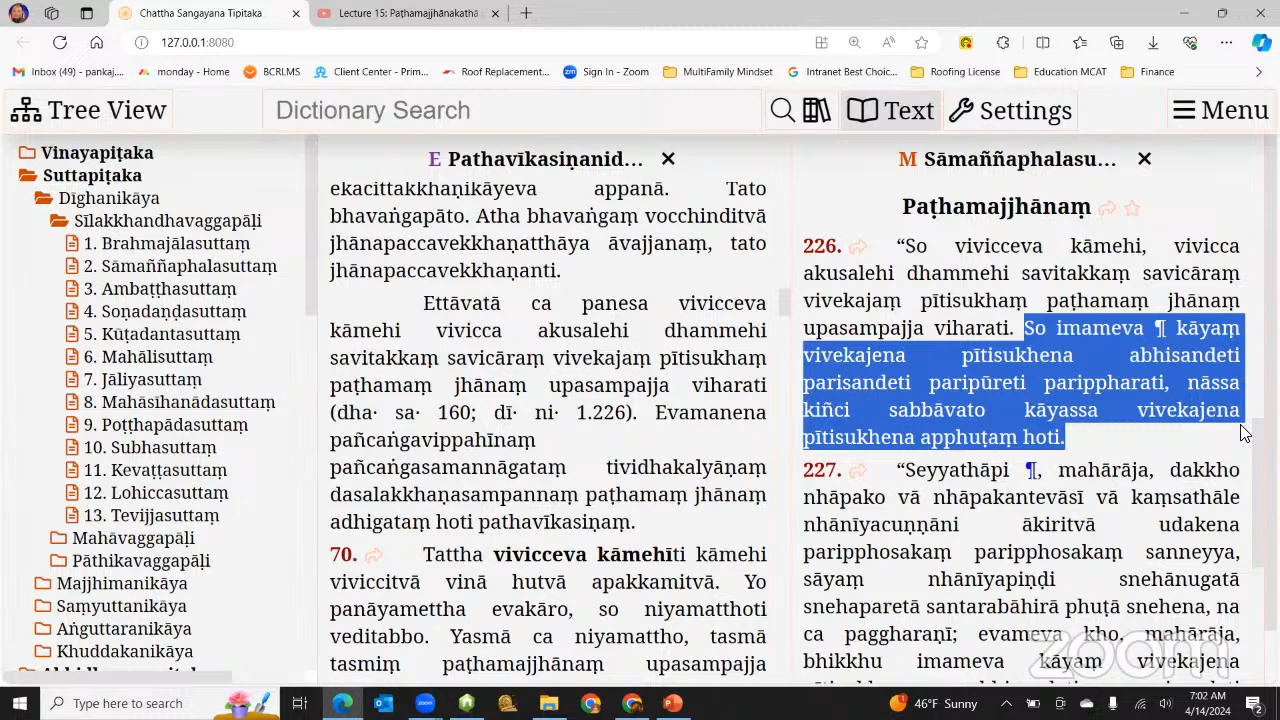 Chattha Sangayana Tipitaka
Lecture 15: Paṭhamajjhānakathā
127.0.0.1:8080
Inbox (49) - pankaj,...
monday - Home
BCRLMS
Client Center - Prim...
Roof Replacement...
Sign In - Zoom
MultiFamily Mindset
Intranet Best Choic...
Roofing License
Education MCAT
Finance
Tree View
Dictionary Search
Text
Settings
Menu
Vinayapiṭaka
Suttapiṭaka
Dīghanikāya
Sīlakkhandhavaggapāḷi
1. Brahmajālasuttaṃ
2. Sāmaññaphalasuttaṃ
3. Ambaṭṭhasuttaṃ
4. Soṇadaṇḍasuttaṃ
5. Kūṭadantasuttaṃ
6. Mahālisuttaṃ
7. Jāliyasuttaṃ
8. Mahāsīhanādasuttaṃ
9. Poṭṭhapādasuttaṃ
10. Subhasuttaṃ
11. Kevaṭṭasuttaṃ
12. Lohiccasuttaṃ
13. Tevijjasuttaṃ
Mahāvaggapāḷi
Pāthikavaggapāḷi
Majjhimanikāya
Saṃyuttanikāya
Aṅguttaranikāya
Khuddakanikāya
E Pathavīkasiṇanid...
ekacittakkhaṇikāyeva appanā. Tato
bhavaṅgapāto. Atha bhavaṅgaṃ vocchinditvā
jhānapaccavekkhaṇatthāya āvajjanaṃ, tato
jhānapaccavekkhaṇanti.
Ettāvatā ca panesa vivicceva
kāmehi vivicca akusalehi dhammehi
savitakkaṃ savicāraṃ vivekajaṃ pītisukhaṃ
paṭhamaṃ jhānaṃ upasampajja viharati
(dha· sa· 160; dī· ni· 1.226). Evamanena
pañcaṅgavippahīnaṃ
pañcaṅgasamannāgataṃ tividhakalyāṇaṃ
dasalakkhaṇasampannaṃ paṭhamaṃ jhānaṃ
adhigataṃ hoti pathavīkasiṇaṃ.
70. Tattha vivicceva kāmehīti kāmehi
viviccitvā vinā hutvā apakkamitvā. Yo
panāyamettha evakāro, so niyamatthoti
veditabbo. Yasmā ca niyamattho, tasmā
tasmiṃ paṭhamajjhānaṃ upasampajja
M Sāmaññaphalasu...
Paṭhamajjhānaṃ
226. “So vivicceva kāmehi, vivicca
akusalehi dhammehi savitakkaṃ savicāraṃ
vivekajaṃ pītisukhaṃ paṭhamaṃ jhānaṃ
upasampajja viharati. So imameva ¶ kāyaṃ
vivekajena pītisukhena abhisandeti
parisandeti paripūreti parippharati, nāssa
kiñci sabbāvato kāyassa vivekajena
pītisukhena apphuṭaṃ hoti.
227. “Seyyathāpi ¶, mahārāja, dakkho
nhāpako vā nhāpakantevāsī vā kaṃsathāle
nhānīyacuṇṇāni ākiritvā udakena
paripphosakaṃ paripphosakaṃ sanneyya,
sāyaṃ nhānīyapiṇḍi snehānugatā
snehaparetā santarabāhirā phuṭā snehena, na
ca paggharaṇī; evameva kho, mahārāja,
bhikkhu imameva kāyaṃ vivekajena
zoom
Type here to search
46°F Sunny
7:02 AM
4/14/2024